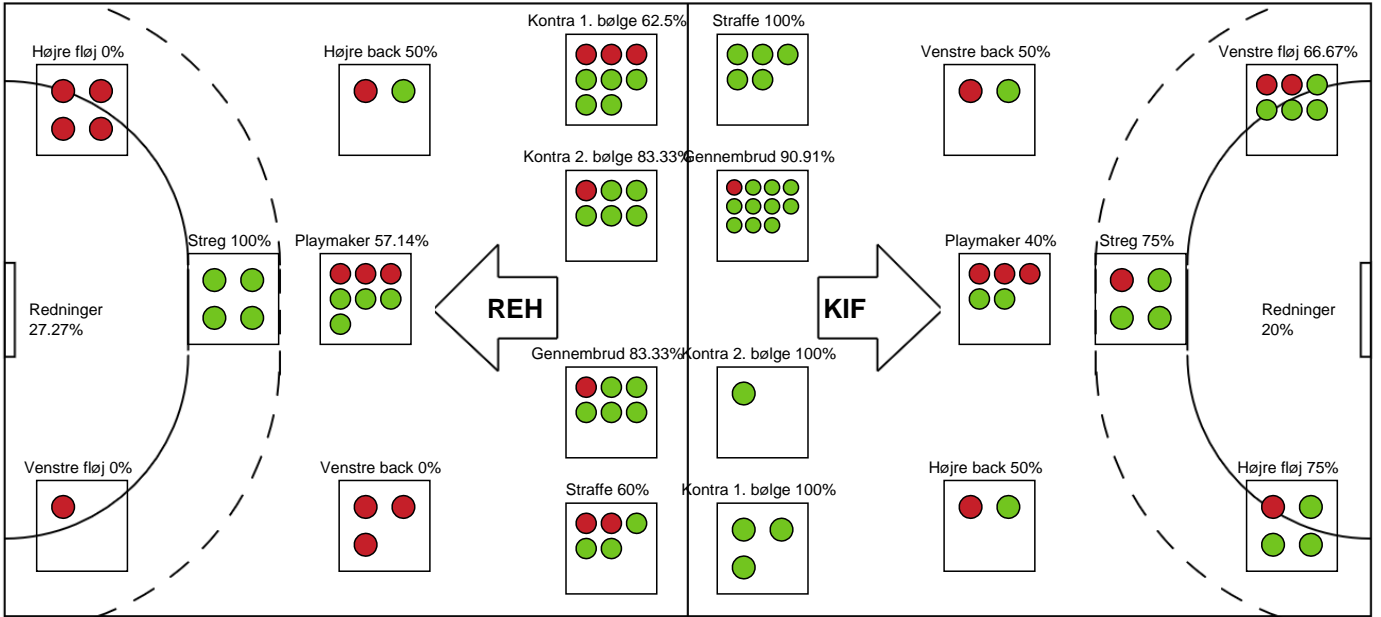 Kontra 1. bølge 62.5%
Straffe 100%
Højre fløj 0%
Højre back 50%
Venstre back 50%
Venstre fløj 66.67%
Kontra 2. bølge 83.33%
Gennembrud 90.91%
Streg 100%
Playmaker 57.14%
Playmaker 40%
Streg 75%
REH
KIF
Redninger
27.27%
Redninger
20%
Gennembrud 83.33%
Kontra 2. bølge 100%
Venstre fløj 0%
Venstre back 0%
Højre back 50%
Højre fløj 75%
Straffe 60%
Kontra 1. bølge 100%